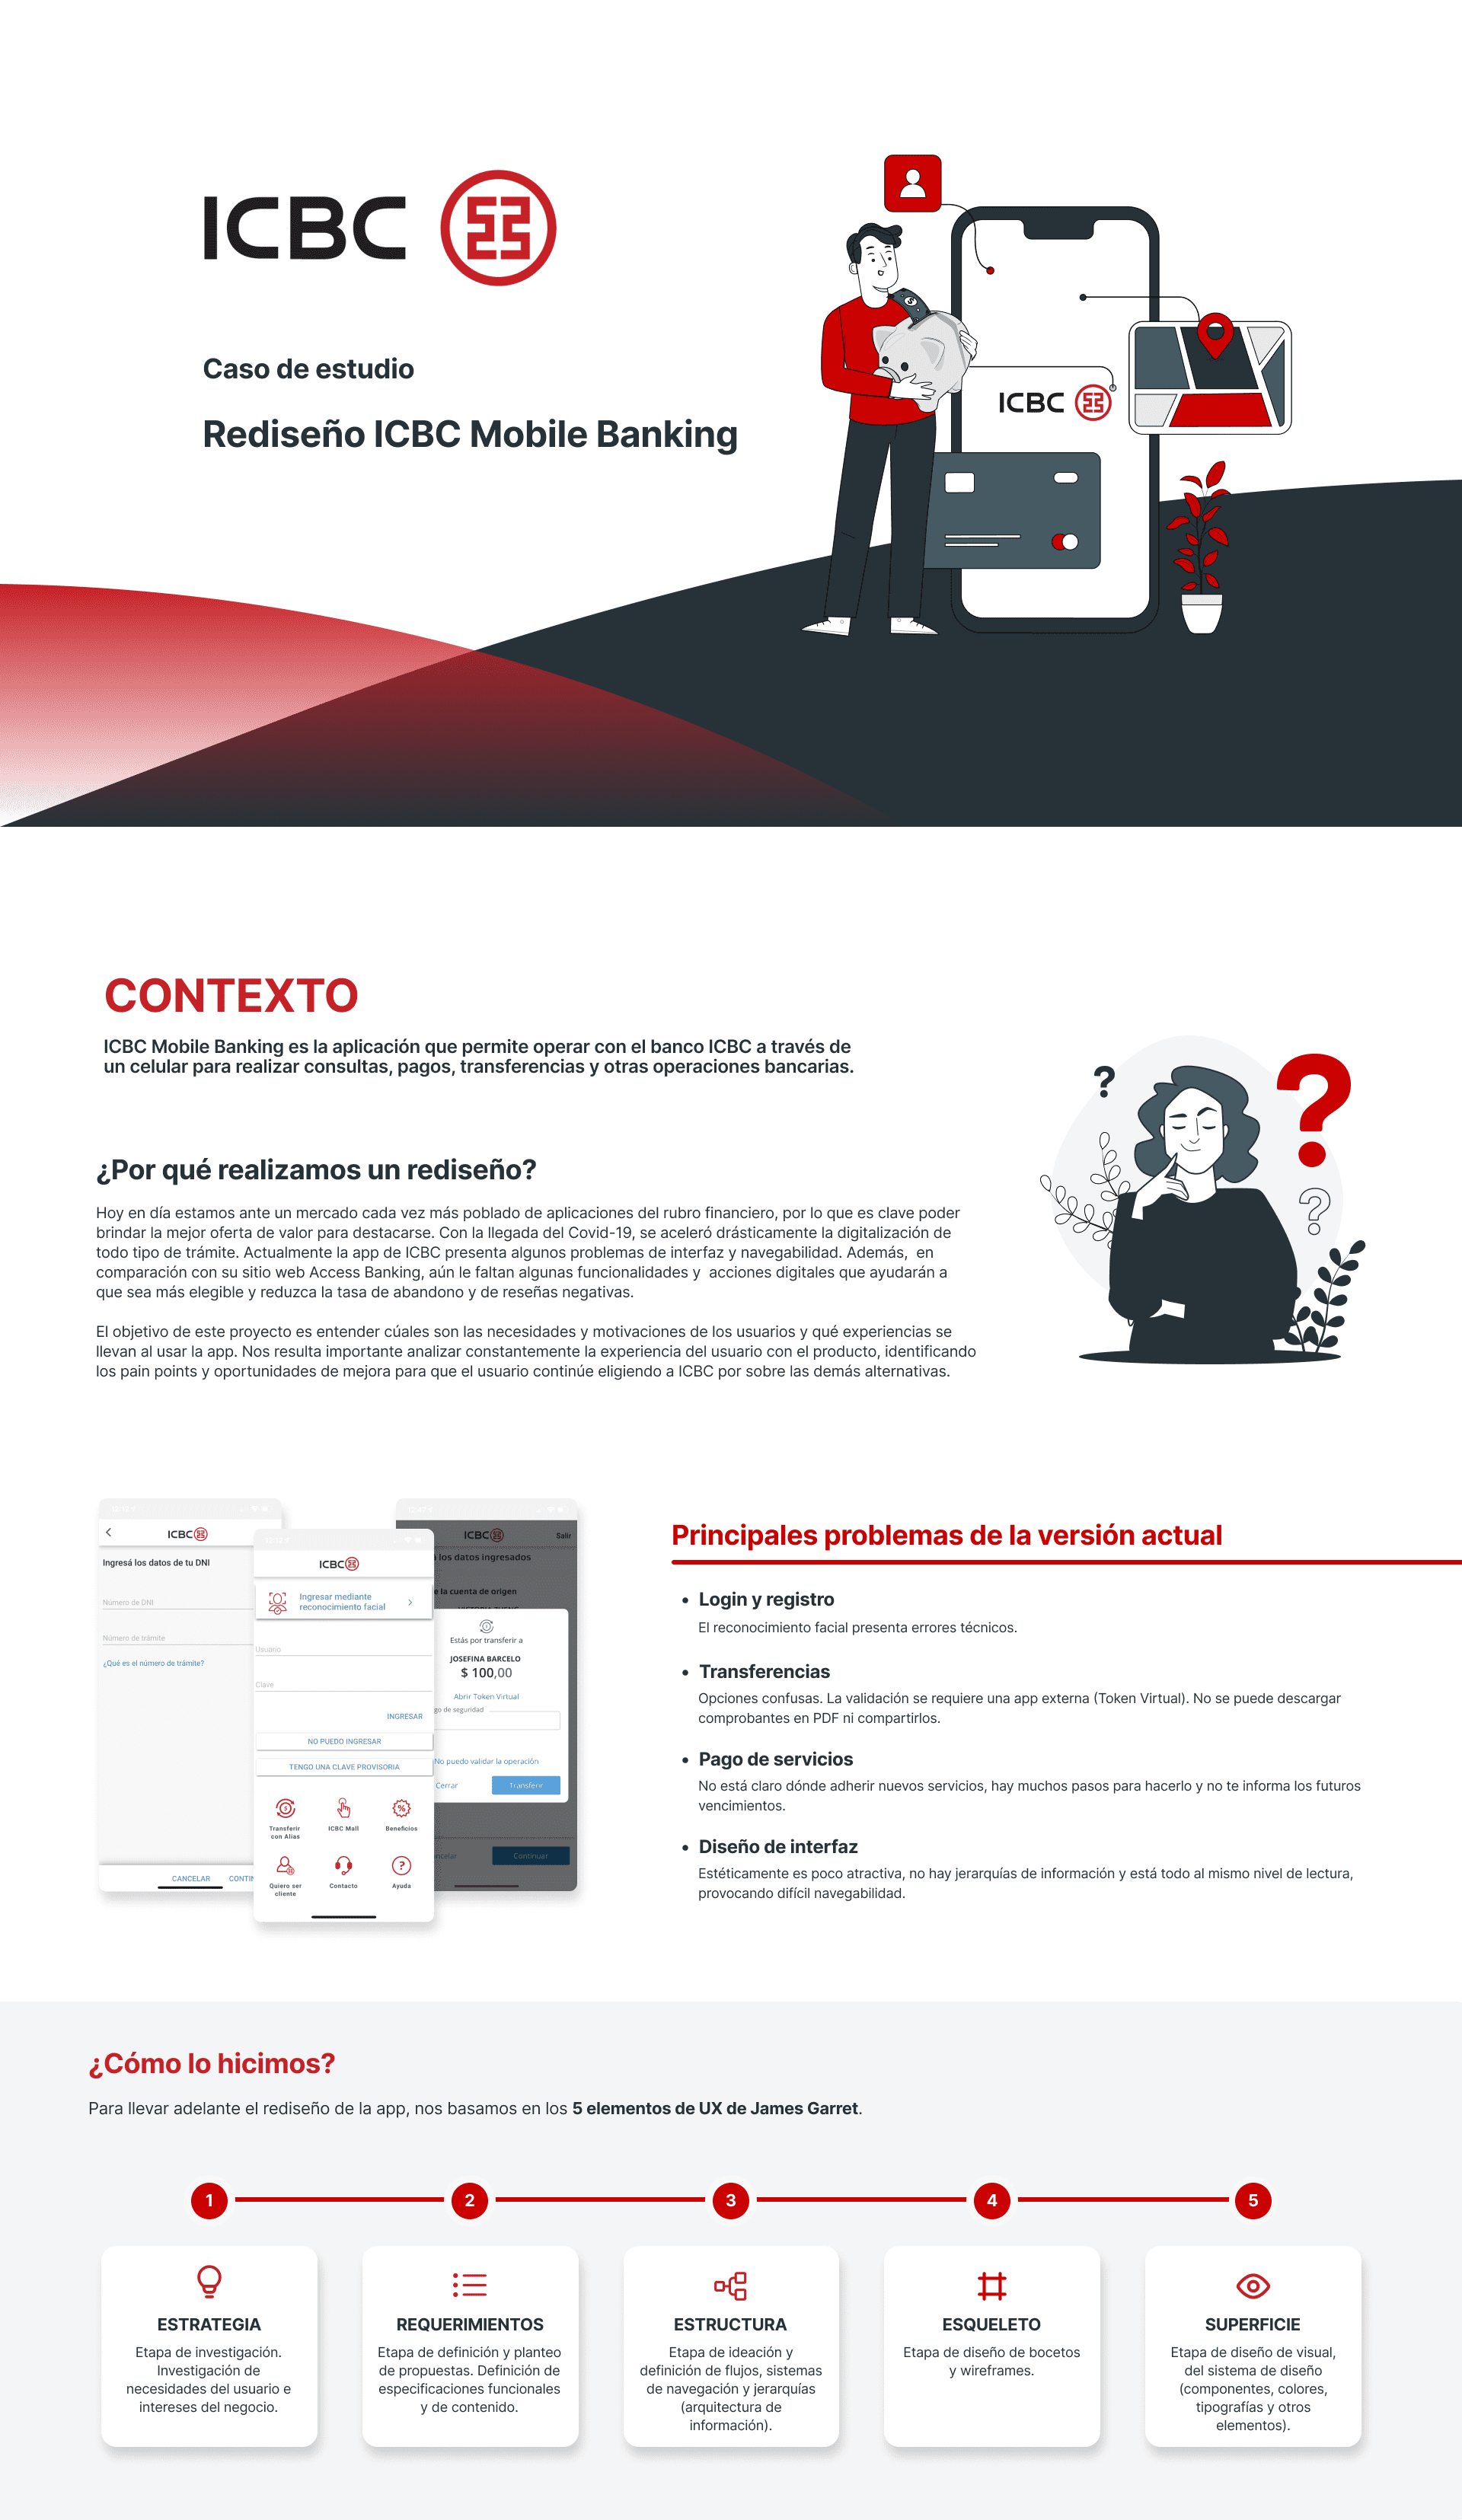 ICBC
Caso de estudio
Rediseño ICBC Mobile Banking
ICBC
CONTEXTO
ICBC Mobile Banking es la aplicación que permite operar con el banco ICBC a través de
un celular para realizar consultas, pagos, transferencias y otras operaciones bancarias.
¿Por qué realizamos un rediseño?
Hoy en día estamos ante un mercado cada vez más poblado de aplicaciones del rubro financiero, por lo que es clave poder
brindar la mejor oferta de valor para destacarse. Con la llegada del Covid-19, se aceleró drásticamente la digitalización de
todo tipo de trámite. Actualmente la app de ICBC presenta algunos problemas de interfaz y navegabilidad. Además, en
comparación con su sitio web Access Banking, aún le faltan algunas funcionalidades y acciones digitales que ayudarán a
que sea más elegible y reduzca la tasa de abandono y de reseñas negativas.
El objetivo de este proyecto es entender cúales son las necesidades y motivaciones de los usuarios y qué experiencias se
llevan al usar la app. Nos resulta importante analizar constantemente la experiencia del usuario con el producto, identificando
los pain points y oportunidades de mejora para que el usuario continúe eligiendo a ICBC por sobre las demás alternativas.
ICBC
Ingresá los datos de tu DNI
Número de DNI
Número de trámite
¿Qué es el número de trámite?
CANCELAR
ICBC
Ingresar mediante
reconocimiento facial
Usuario
Clave
INGRESAR
NO PUEDO INGRESAR
TENGO UNA CLAVE PROVISORIA
Transferir
con Alias
ICBC Mall
Beneficios
Quiero ser
cliente
Contacto
Ayuda
ICBC
Salir
los datos ingresados
la cuenta de origen
Estás por transferir a
JOSEFINA BARCELO
$ 100,00
Abrir Token Virtual
de seguridad
No puedo validar la operación
Cerrar
Transferir
Continuar
Principales problemas de la versión actual
• Login y registro
El reconocimiento facial presenta errores técnicos.
• Transferencias
Opciones confusas. La validación se requiere una app externa (Token Virtual). No se puede descargar
comprobantes en PDF ni compartirlos.
• Pago de servicios
No está claro dónde adherir nuevos servicios, hay muchos pasos para hacerlo y no te informa los futuros
vencimientos.
• Diseño de interfaz
Estéticamente es poco atractiva, no hay jerarquías de información y está todo al mismo nivel de lectura,
provocando difícil navegabilidad.
¿Cómo lo hicimos?
Para llevar adelante el rediseño de la app, nos basamos en los 5 elementos de UX de James Garret.
1
2
3
4
5
ESTRATEGIA
Etapa de investigación.
Investigación de
necesidades del usuario e
intereses del negocio.
REQUERIMIENTOS
Etapa de definición y planteo
de propuestas. Definición de
especificaciones funcionales
y de contenido.
ESTRUCTURA
Etapa de ideación y
definición de flujos, sistemas
de navegación y jerarquías
(arquitectura de
información).
ESQUELETO
Etapa de diseño de bocetos
y wireframes.
SUPERFICIE
Etapa de diseño de visual,
del sistema de diseño
(componentes, colores,
tipografías y otros
elementos).